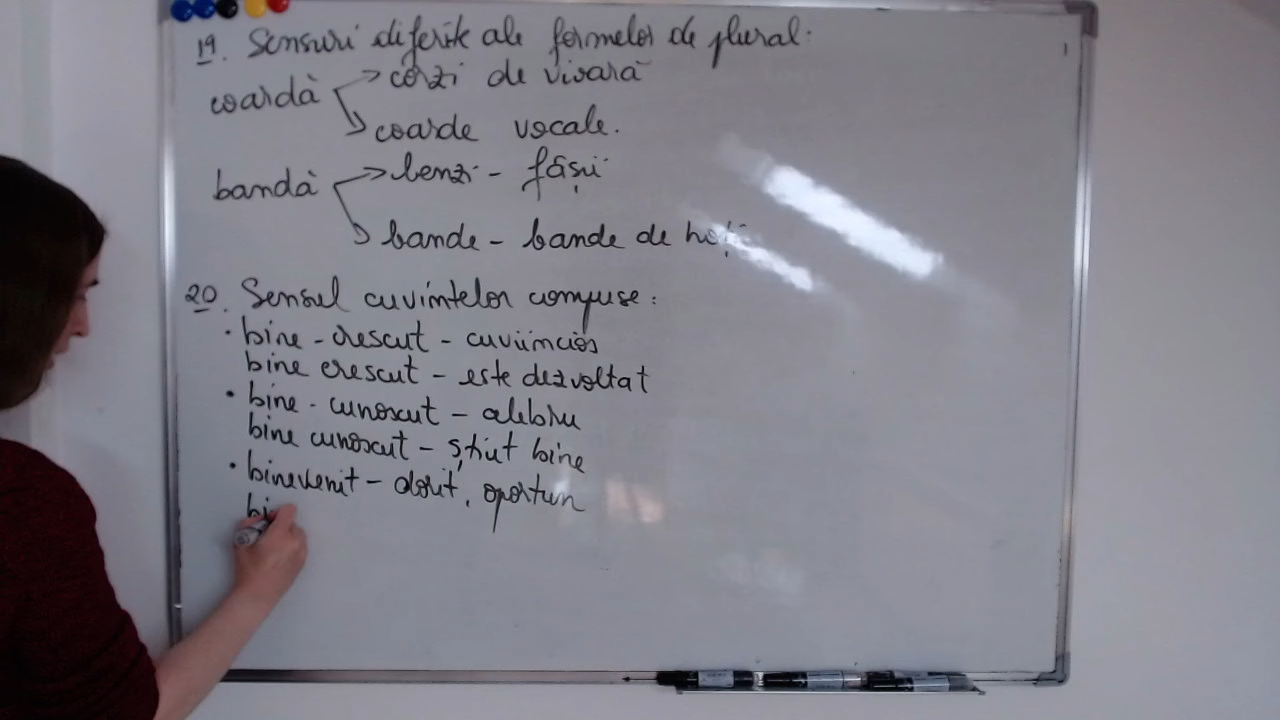 19. Sensuri diferite ale formelor de plural:
coardă
corzi de vioară
coarde vocale.
bandă
benzi - fâșii
bande - bande de hoți
20. Sensul cuvintelor compuse:
• bine-crescut - cuviincios
bine crescut - este dezvoltat
• bine-cunoscut - celebru
bine cunoscut - știut bine
• binevenit - dorit, oportun
bi